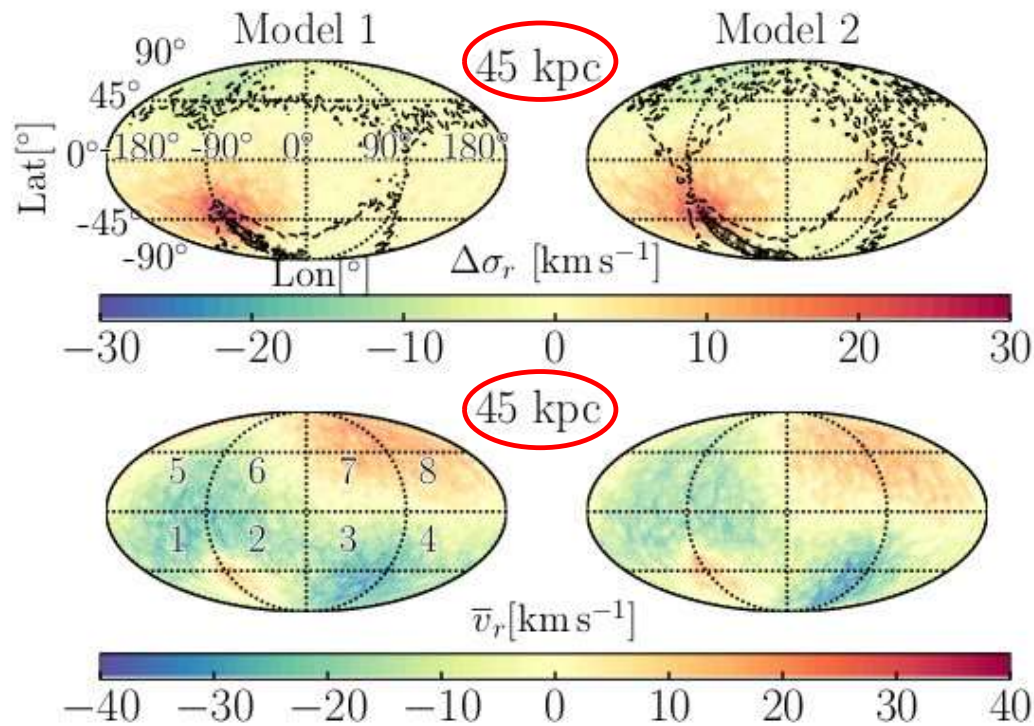 Model 1
45 kpc
Model 2
90°
45°
0°
-45°
-90°
Lat[°]
-180° -90° 0° 90° 180°
Lon[°]
Δσr [km s−1]
−30 −20 −10 0 10 20 30
45 kpc
5 6 7 8
1 2 3 4
v̅r[km s−1]
−40 −30 −20 −10 0 10 20 30 40